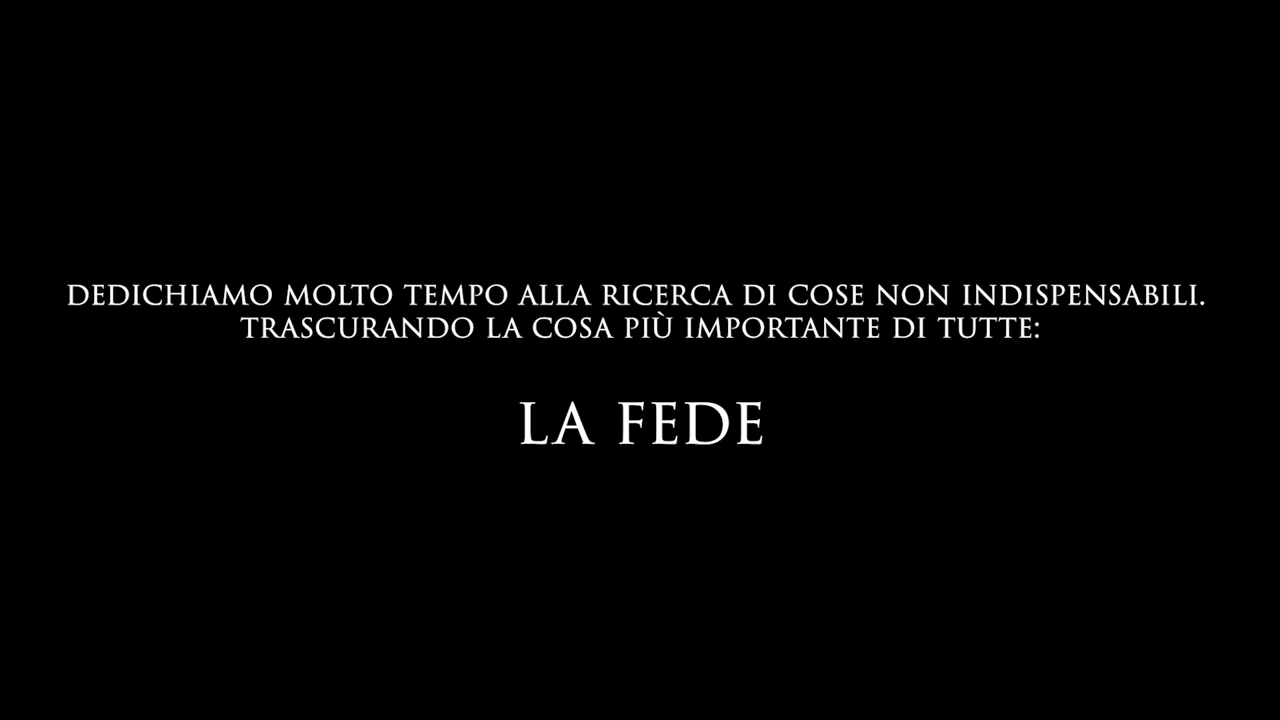 DEDICHIAMO MOLTO TEMPO ALLA RICERCA DI COSE NON INDISPENSABILI.
TRASCURANDO LA COSA PIÙ IMPORTANTE DI TUTTE:
LA FEDE